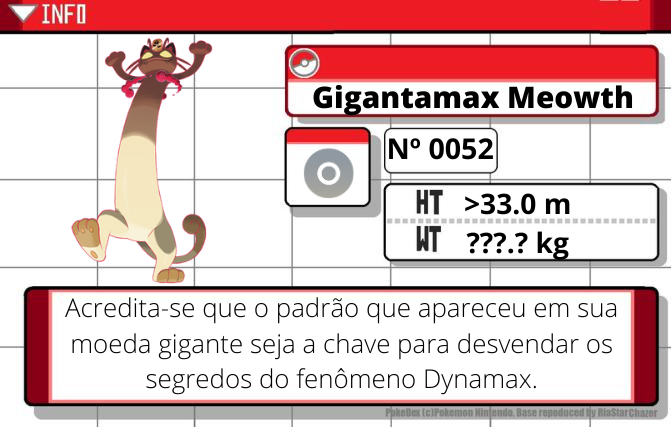 INFO
Gigantamax Meowth
Nº 0052
HT >33.0 m
WT ???.? kg
Acredita-se que o padrão que apareceu em sua
moeda gigante seja a chave para desvendar os
segredos do fenômeno Dynamax.
PokeDex (c)Pokemon Nintendo. Base reproduced by RiaStarChazer